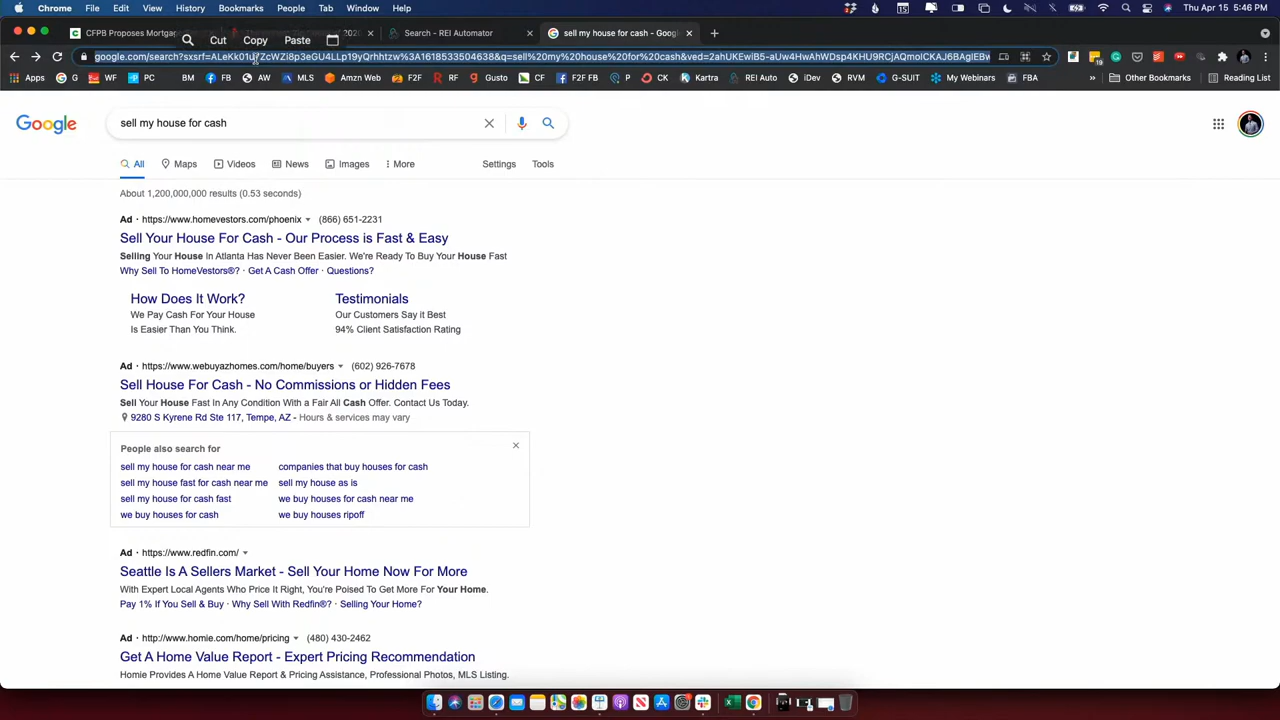 Chrome File Edit View History Bookmarks People Tab Window Help Thu Apr 15 5:46 PM
CFPB Proposes Mortga
Cut Copy Paste
Search - REI Automator
sell my house for cash - Goog
google.com/search?sxsrf=
Apps G WF PC BM FB AW MLS Amzn Web F2F RF Gusto CF F2F FB P CK Kartra REI Auto iDev RVM G-SUIT My Website FBA » Other Bookmarks Reading List
Google
sell my house for cash
All Maps Videos News Images More Settings Tools
About 1,200,000,000 results (0.53 seconds)
Ad · https://www.homevestors.com/phoenix (866) 651-2231
Sell Your House For Cash - Our Process is Fast & Easy
Selling Your House In Atlanta Has Never Been Easier. We're Ready To Buy Your House Fast
Why Sell To HomeVestors®? · Get A Cash Offer · Questions?
How Does It Work? Testimonials
We Pay Cash For Your House Our Customers Say it Best
Is Easier Than You Think. 94% Client Satisfaction Rating
Ad · https://www.webuyazhomes.com/home/buyers (602) 926-7678
Sell House For Cash - No Commissions or Hidden Fees
Sell Your House Fast In Any Condition With a Fair All Cash Offer. Contact Us Today.
9280 S Kyrene Rd Ste 117, Tempe, AZ - Hours & services may vary
People also search for
sell my house for cash near me companies that buy houses for cash
sell my house fast for cash near me sell my house as is
sell my house for cash fast we buy houses for cash near me
we buy houses for cash we buy houses ripoff
Ad · https://www.redfin.com/
Seattle Is A Sellers Market - Sell Your Home Now For More
With Expert Local Agents Who Price It Right, You're Poised To Get More For Your Home.
Pay 1% If You Sell & Buy · Why Sell With Redfin®? · Selling Your Home?
Ad · http://www.homie.com/home/pricing (480) 430-2462
Get A Home Value Report - Expert Pricing Recommendation
Homie Provides A Home Value Report & Pricing Assistance, Professional Photos, MLS Listing.